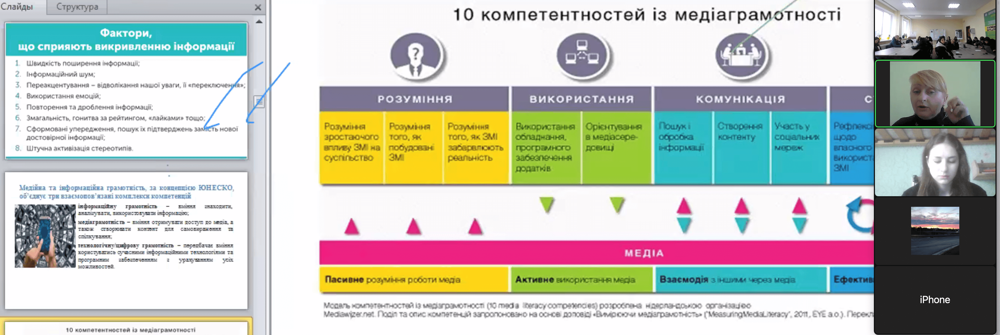 Слайды
Структура
Фактори,
що сприяють викривленню інформації
1. Швидкість поширення інформації;
2. Інформаційний шум;
3. Переакцентування – відволікання нашої уваги, її «переключення»;
4. Використання емоцій;
5. Повторення та дроблення інформації;
6. Змагальність, гонитва за рейтингом, «лайками» тощо;
7. Сформовані упередження, пошук їх підтверджень замість нової
достовірної інформації;
8. Штучна активізація стереотипів.
Медійна та інформаційна грамотність, за концепцією ЮНЕСКО,
об’єднує три взаємопов’язані комплекси компетенцій
інформаційну грамотність – вміння знаходити,
аналізувати, використовувати інформацію;
медіаграмотність – вміння отримувати доступ до медіа, а
також створювати контент для самовираження та
спілкування;
технологічну/цифрову грамотність – передбачає вміння
користуватись сучасними інформаційними технологіями та
програмним забезпеченням з урахуванням усіх
можливостей.
10 компетентностей із медіаграмотності
10 компетентностей із медіаграмотності
РОЗУМІННЯ
Розуміння
зростаючого
впливу ЗМІ на
суспільство
Розуміння
того, як
побудовані
ЗМІ
Розуміння
того, як ЗМІ
забарвлюють
реальність
ВИКОРИСТАННЯ
Використання
обладнання,
програмного
забезпечення
додатків
Орієнтування
в медіасере-
довищі
КОМУНІКАЦІЯ
Пошук і
обробка
інформації
Створення
контенту
Участь у
соціальних
мереж
С
Рефлексі
щодо
власного
використ
ЗМІ
МЕДІА
Пасивне розуміння роботи медіа
Активне використання медіа
Взаємодія з іншими через медіа
Ефектив
Модель компетентностей із медіаграмотності (10 media literacy competencies) розроблена нідерландською організацією
Mediawijzer.net. Поділ та опис компетенцій запропоновано на основі доповіді «Вимірюючи медіаграмотність» ("MeasuringMediaLiteracy", 2011, EYE a.o.). Перекл
iPhone